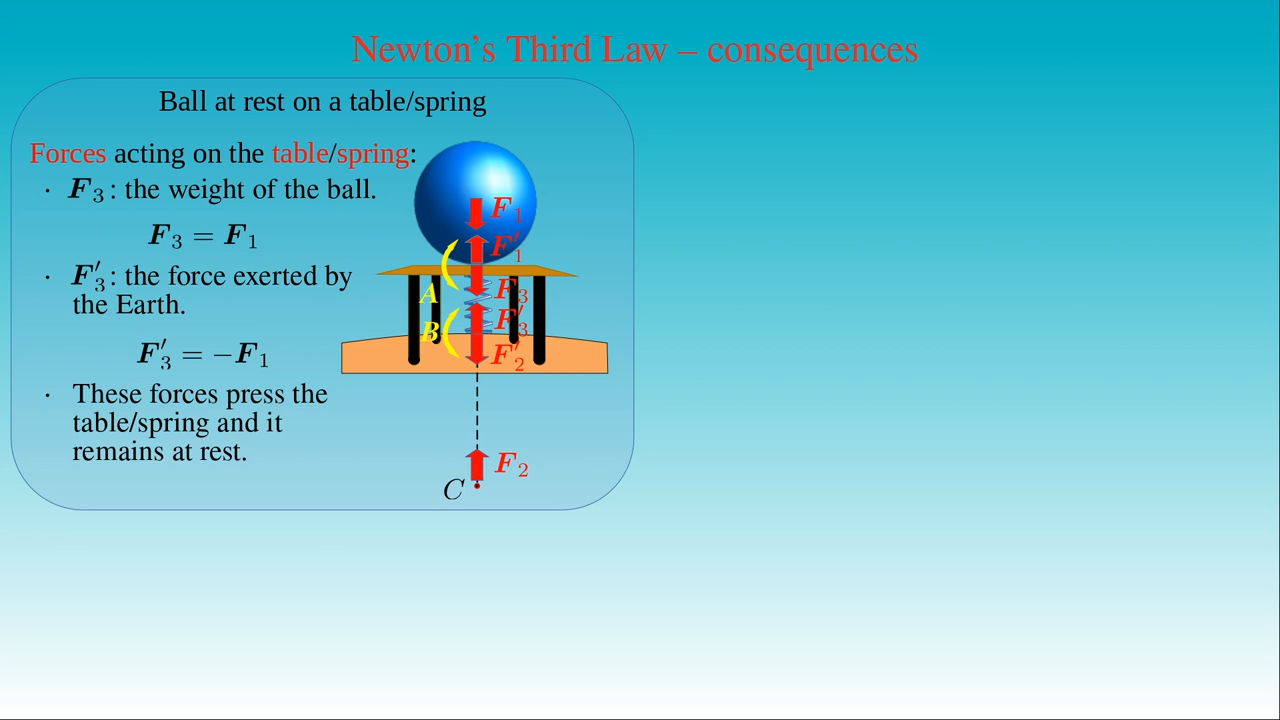 Newton’s Third Law – consequences
Ball at rest on a table/spring
Forces acting on the table/spring:
· F₃ : the weight of the ball.
F₃ = F₁
· F′₃ : the force exerted by
the Earth.
F′₃ = −F₁
· These forces press the
table/spring and it
remains at rest.
F₁
F′₁
A
F₃
F′₃
B
F′₂
F₂
C